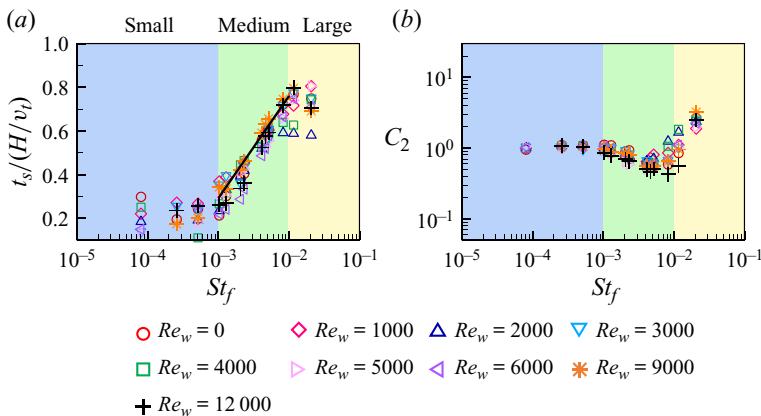 (a) Small Medium Large (b)
t_s/(H/v_t)
1.0
0.8
0.6
0.4
0.2
10^{−5} 10^{−4} 10^{−3} 10^{−2} 10^{−1}
St_f
C_2
10^1
10^0
10^{−1}
10^{−5} 10^{−4} 10^{−3} 10^{−2} 10^{−1}
St_f
Re_w = 0 Re_w = 1000 Re_w = 2000 Re_w = 3000
Re_w = 4000 Re_w = 5000 Re_w = 6000 Re_w = 9000
Re_w = 12 000